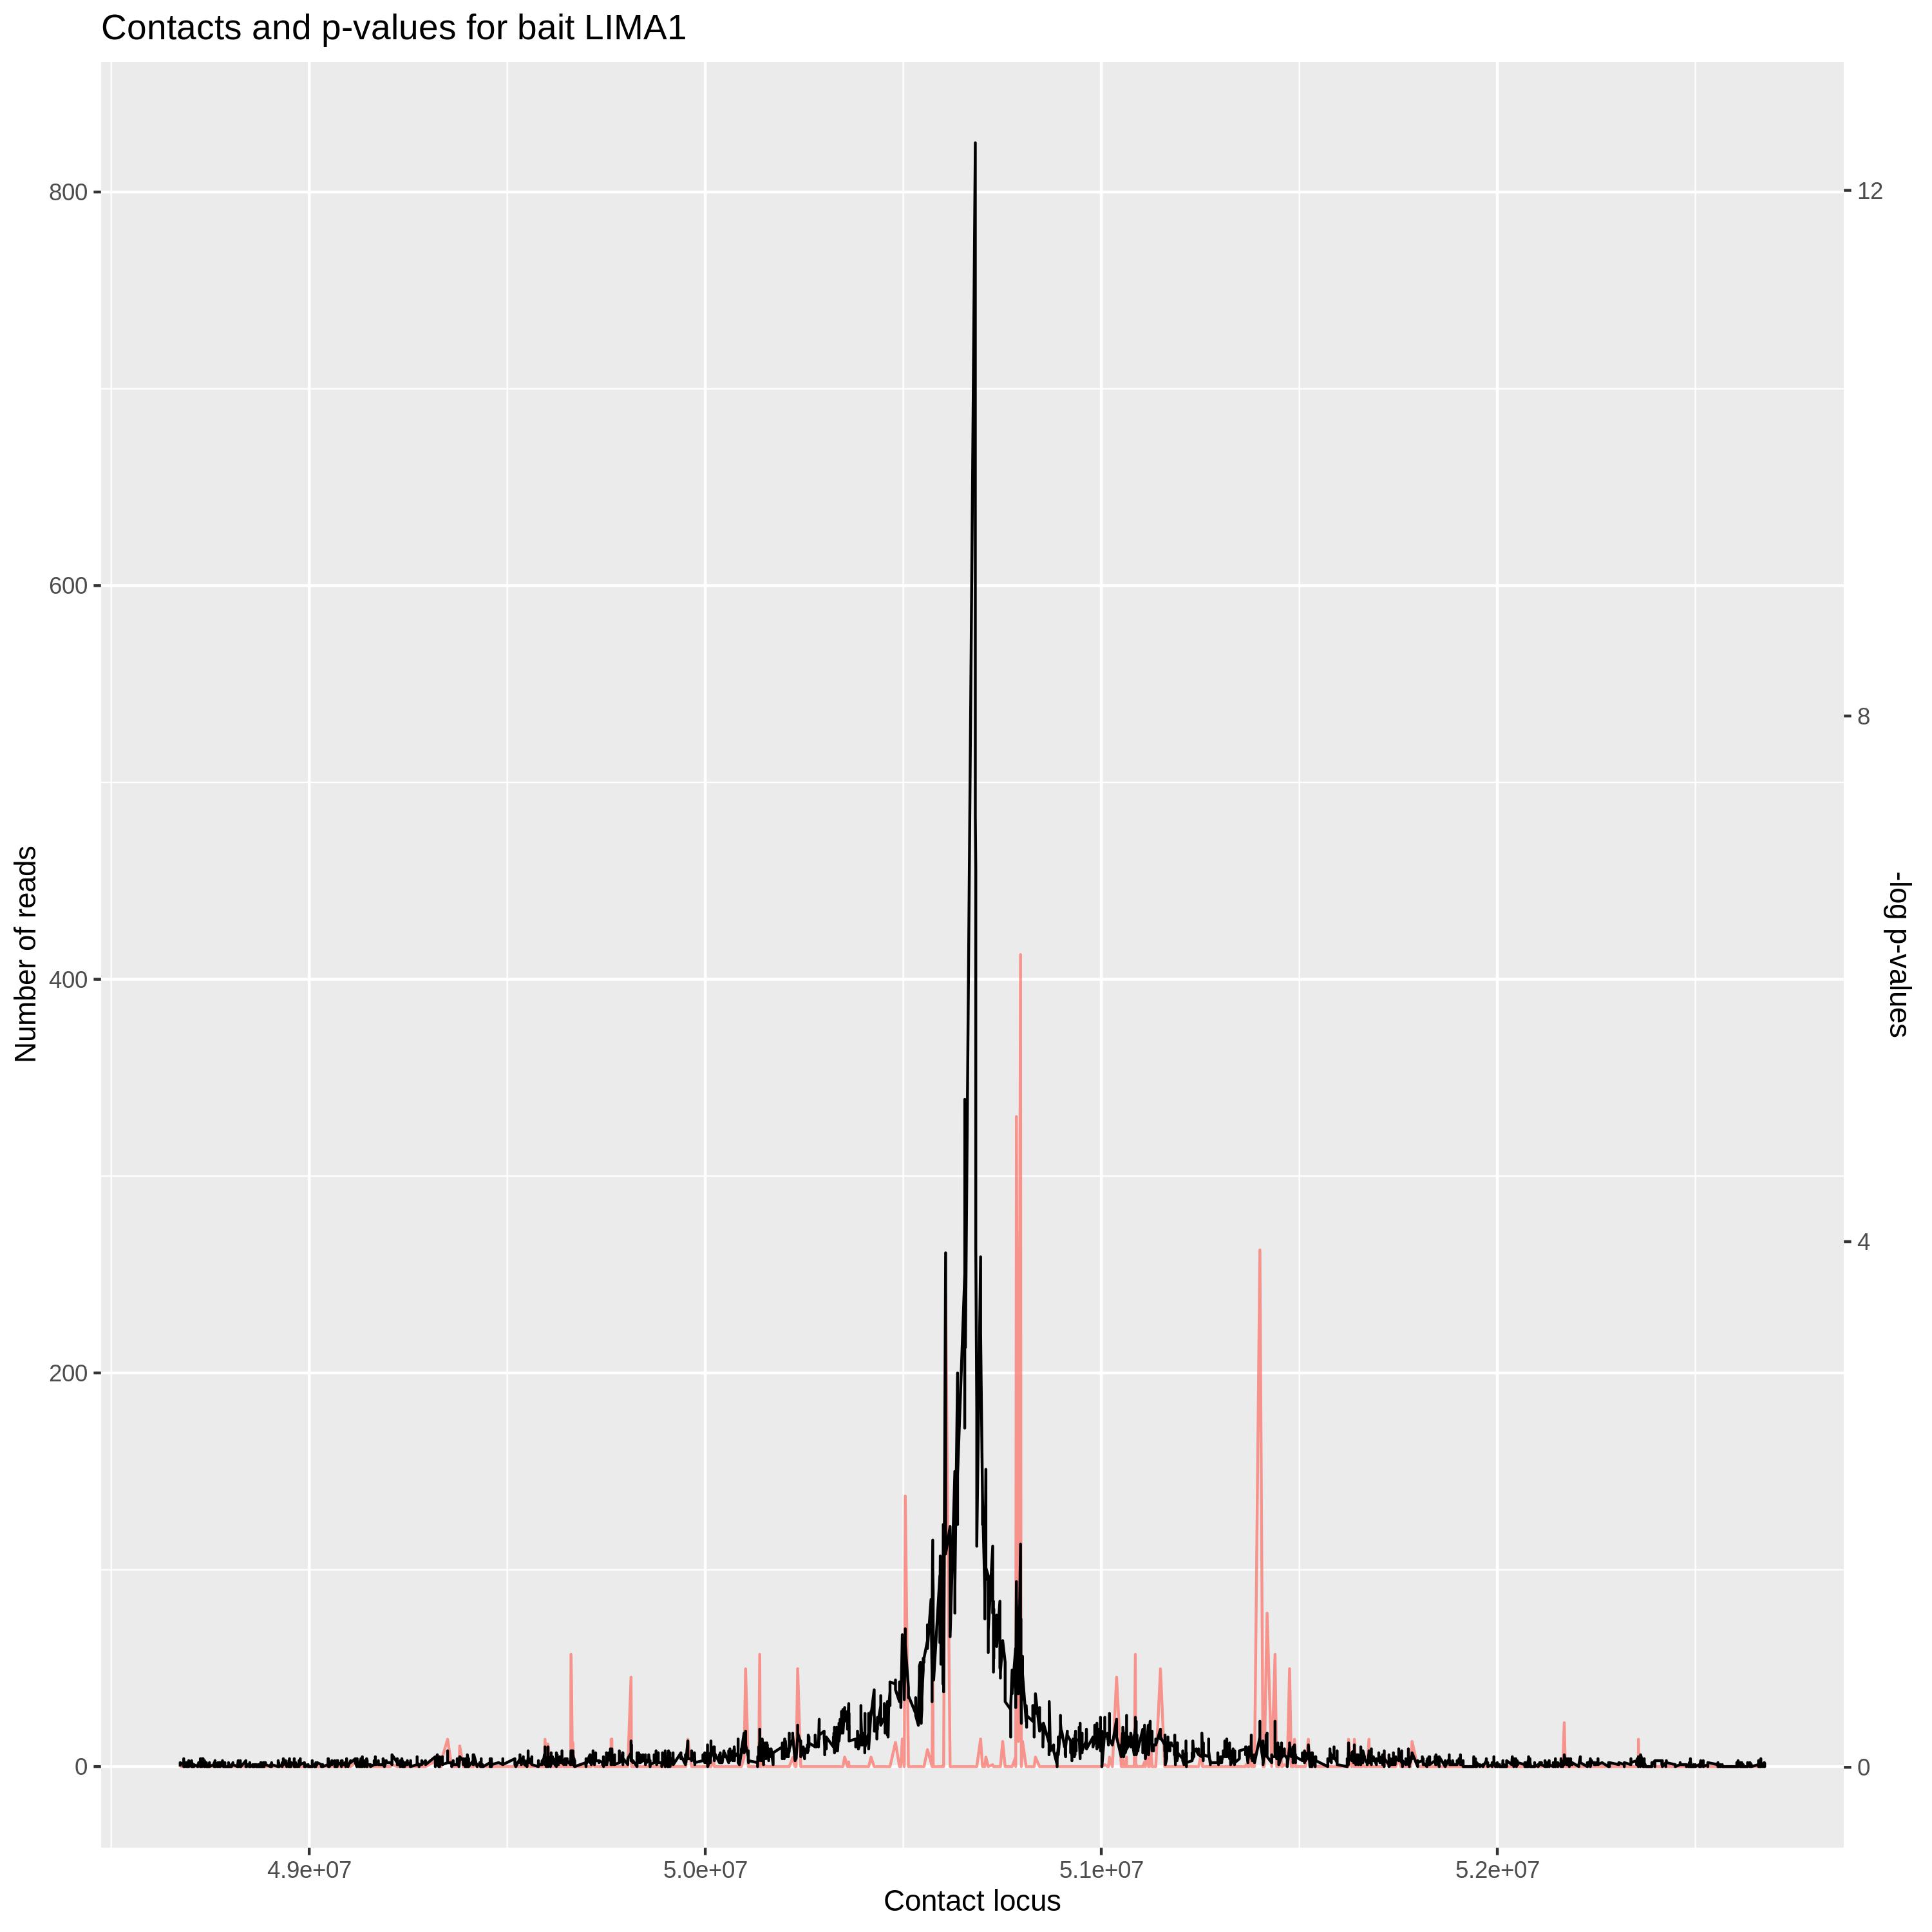 Contacts and p-values for bait LIMA1
800
600
400
200
0
Number of reads
12
8
4
0
-log p-values
4.9e+07
5.0e+07
5.1e+07
5.2e+07
Contact locus